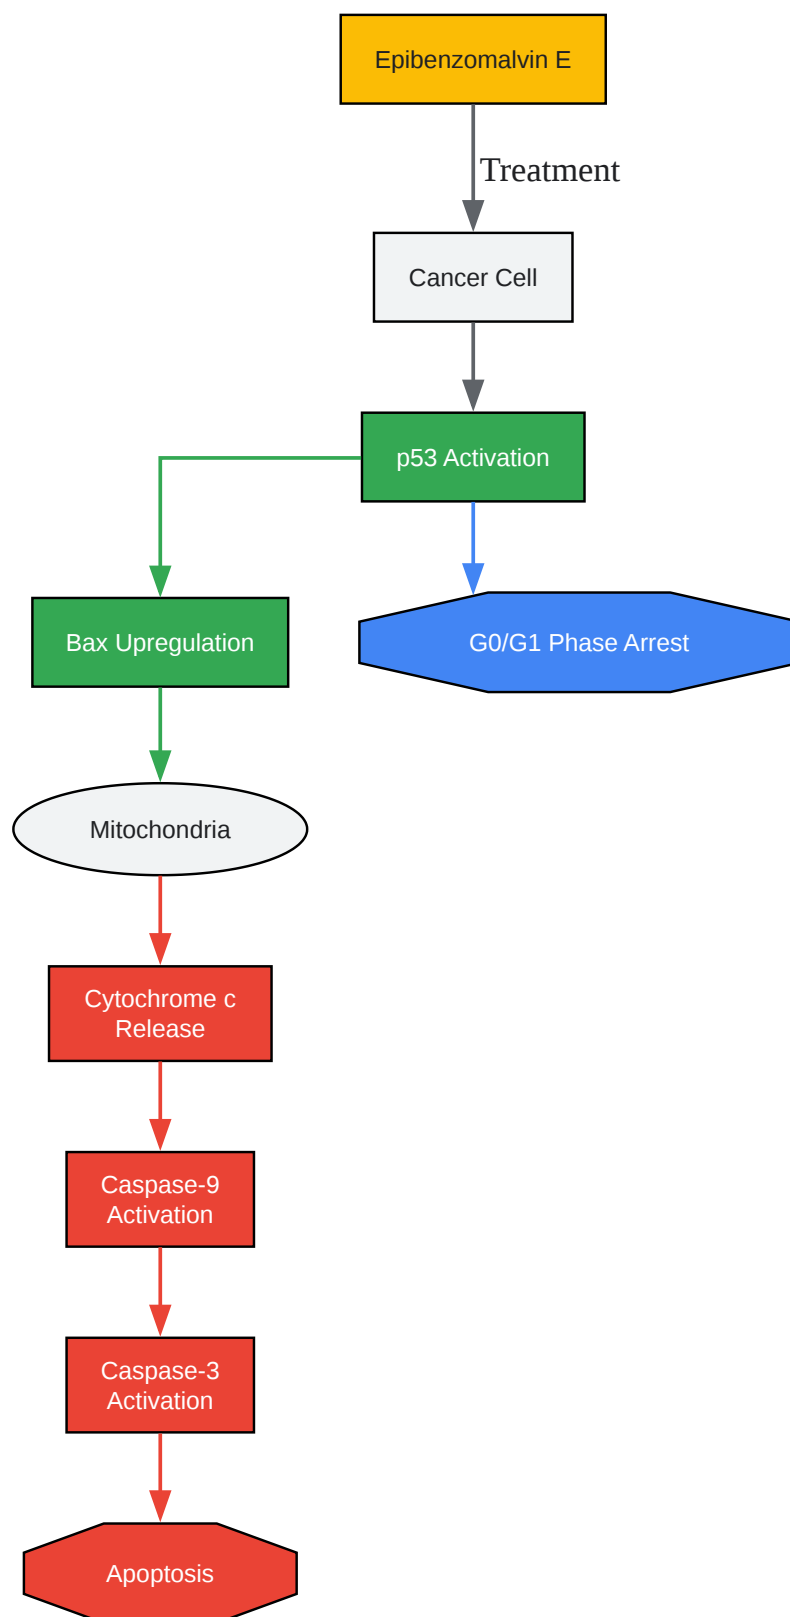 Epibenzomalvin E
Treatment
Cancer Cell
p53 Activation
Bax Upregulation
G0/G1 Phase Arrest
Mitochondria
Cytochrome c
Release
Caspase-9
Activation
Caspase-3
Activation
Apoptosis